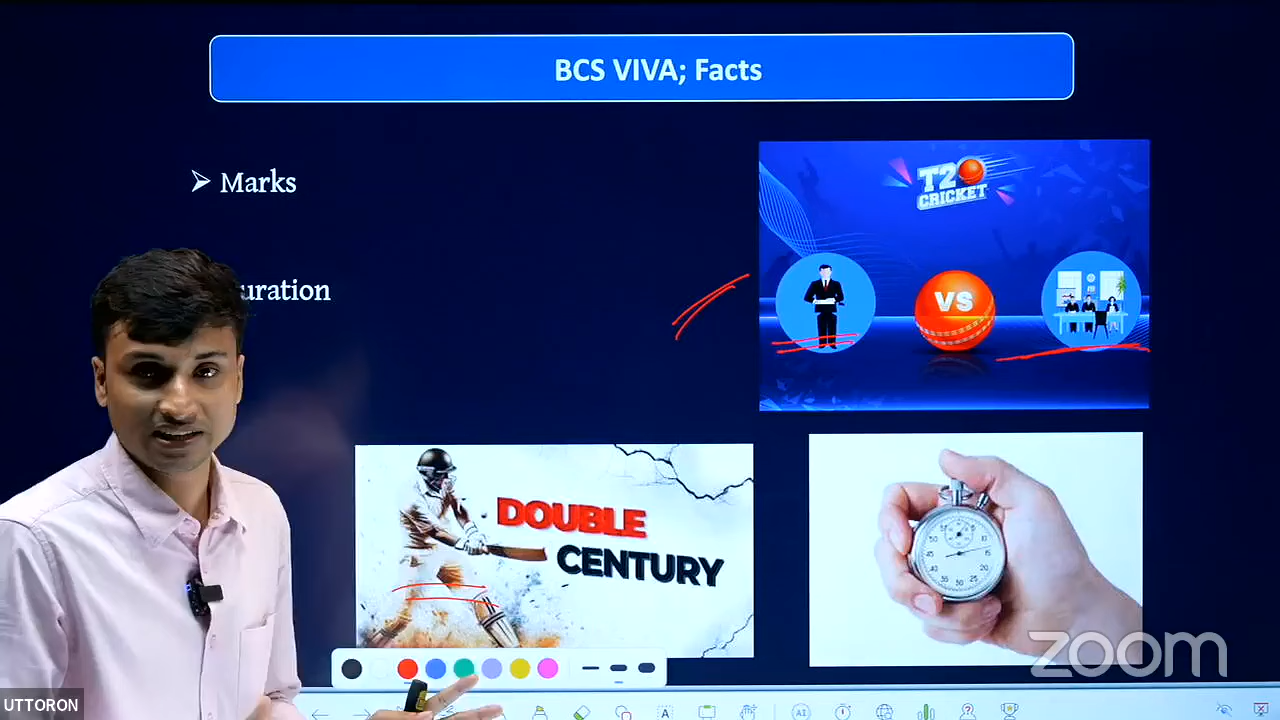 BCS VIVA; Facts
➢ Marks
uration
T20
CRICKET
VS
DOUBLE
CENTURY
zoom
UTTORON